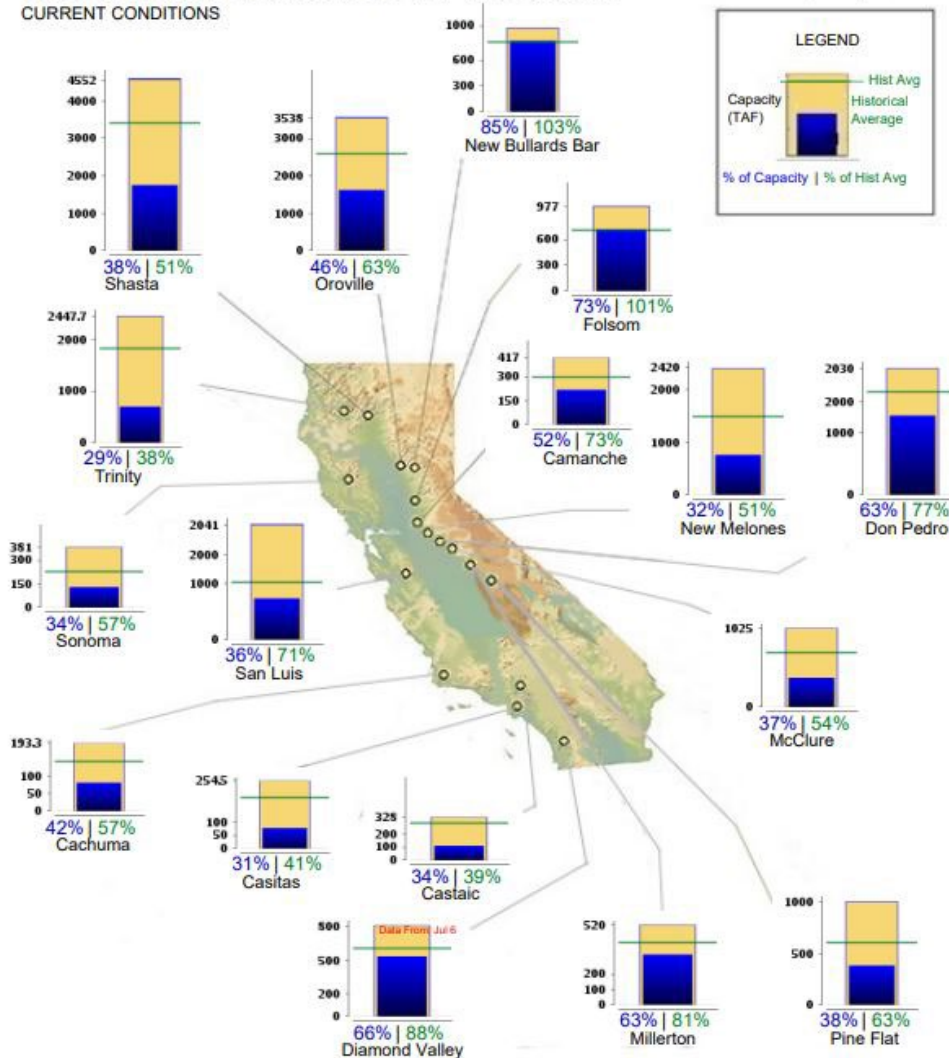 CURRENT CONDITIONS
LEGEND
Hist Avg
Capacity
(TAF)
Historical
Average
% of Capacity | % of Hist Avg
4552
4000
3000
2000
1000
0
38% | 51%
Shasta
3538
3000
2000
1000
0
46% | 63%
Oroville
1000
600
300
0
85% | 103%
New Bullards Bar
977
600
300
0
73% | 101%
Folsom
2447.7
2000
1000
0
29% | 38%
Trinity
417
300
150
0
52% | 73%
Camanche
2420
1000
0
32% | 51%
New Melones
2030
2000
1000
0
63% | 77%
Don Pedro
381
300
150
0
34% | 57%
Sonoma
2041
2000
1000
0
36% | 71%
San Luis
1025
0
37% | 54%
McClure
193.3
100
50
0
42% | 57%
Cachuma
254.5
100
50
0
31% | 41%
Casitas
325
200
100
0
34% | 39%
Castaic
800
500
200
0
Data From: Jul 6
66% | 88%
Diamond Valley
520
200
100
0
63% | 81%
Millerton
1000
500
0
38% | 63%
Pine Flat